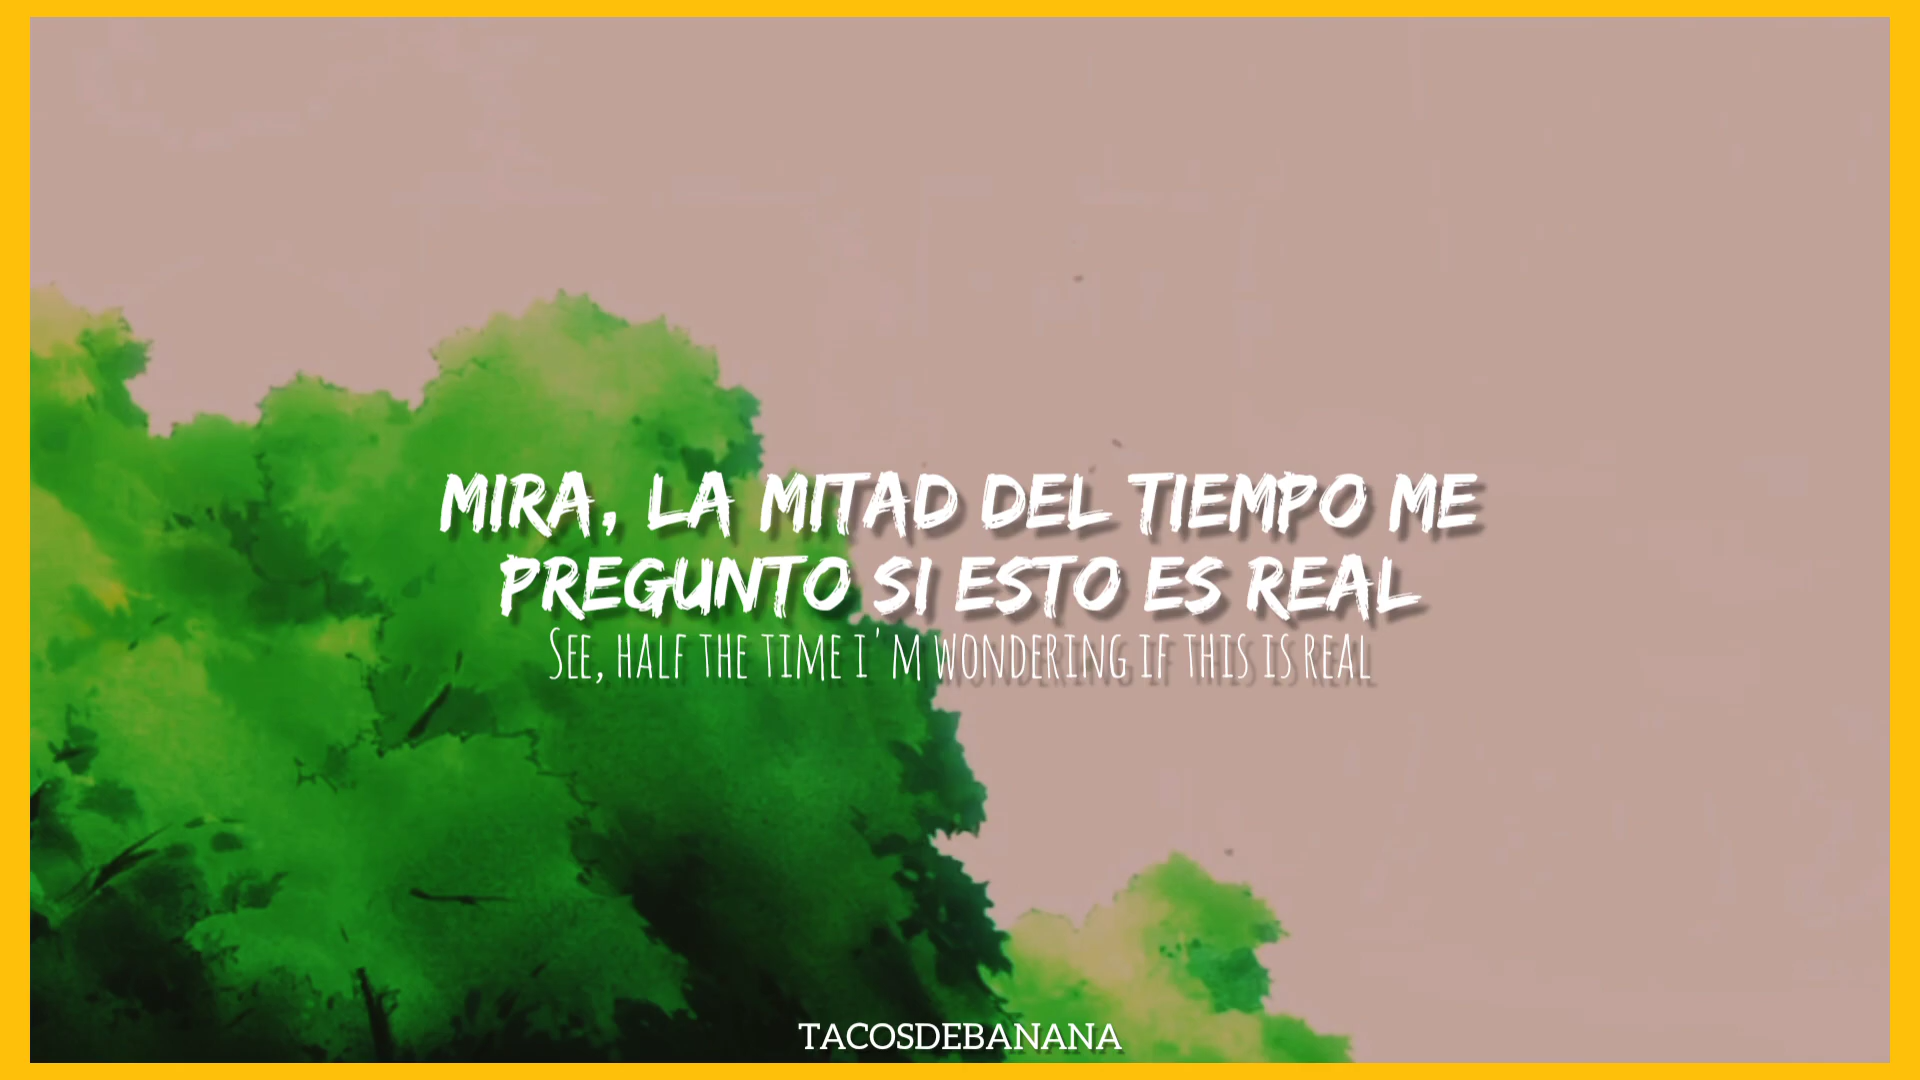 MIRA, LA MITAD DEL TIEMPO ME
PREGUNTO SI ESTO ES REAL
SEE, HALF THE TIME I'M WONDERING IF THIS IS REAL
TACOSDEBANANA